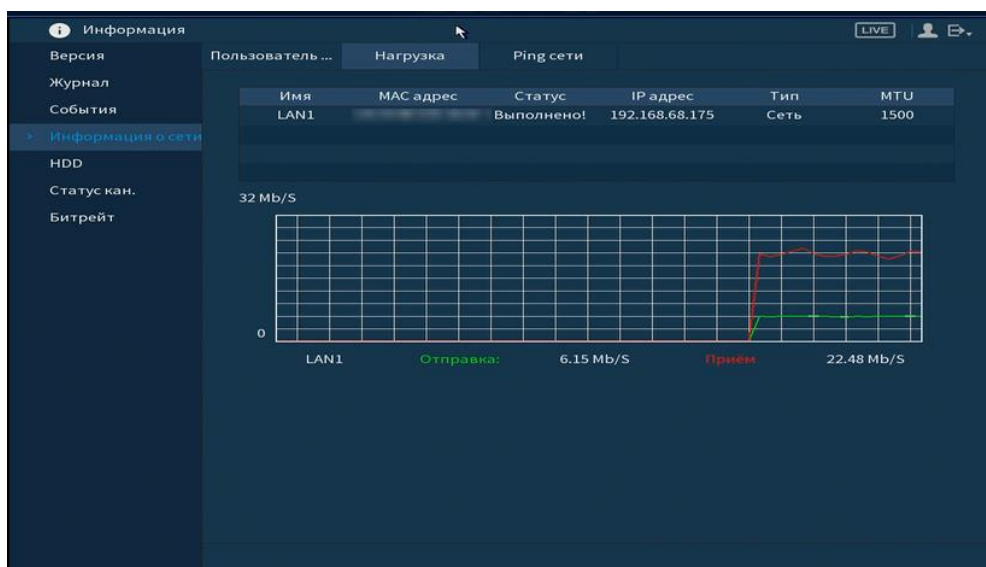 Информация LIVE
Версия
Журнал
События
Информация о сети
HDD
Статус кан.
Битрейт
Пользователь ... Нагрузка Ping сети
Имя MAC адрес Статус IP адрес Тип MTU
LAN1 Выполнено! 192.168.68.175 Сеть 1500
32 Mb/S
0
LAN1 Отправка: 6.15 Mb/S Приём 22.48 Mb/S